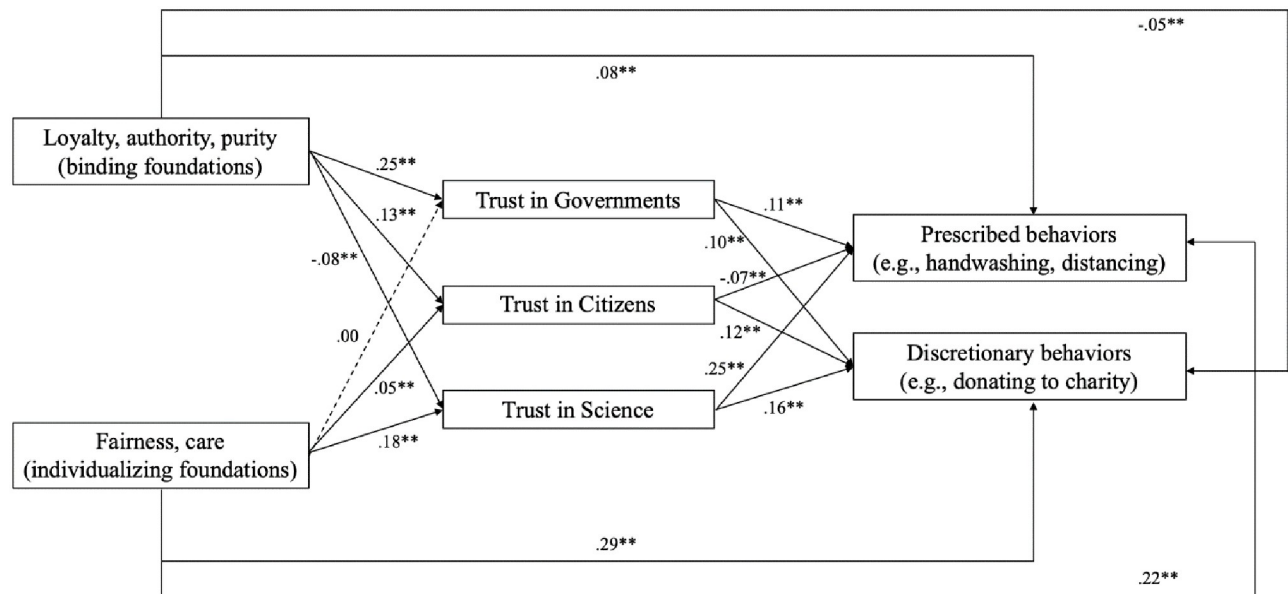 -.05**
.08**
Loyalty, authority, purity
(binding foundations)
.25**
Trust in Governments
.11**
.13**
.10**
Prescribed behaviors
(e.g., handwashing, distancing)
-.08**
-.07**
Trust in Citizens
.12**
.00
Discretionary behaviors
(e.g., donating to charity)
.25**
.05**
Trust in Science
.16**
.18**
Fairness, care
(individualizing foundations)
.29**
.22**